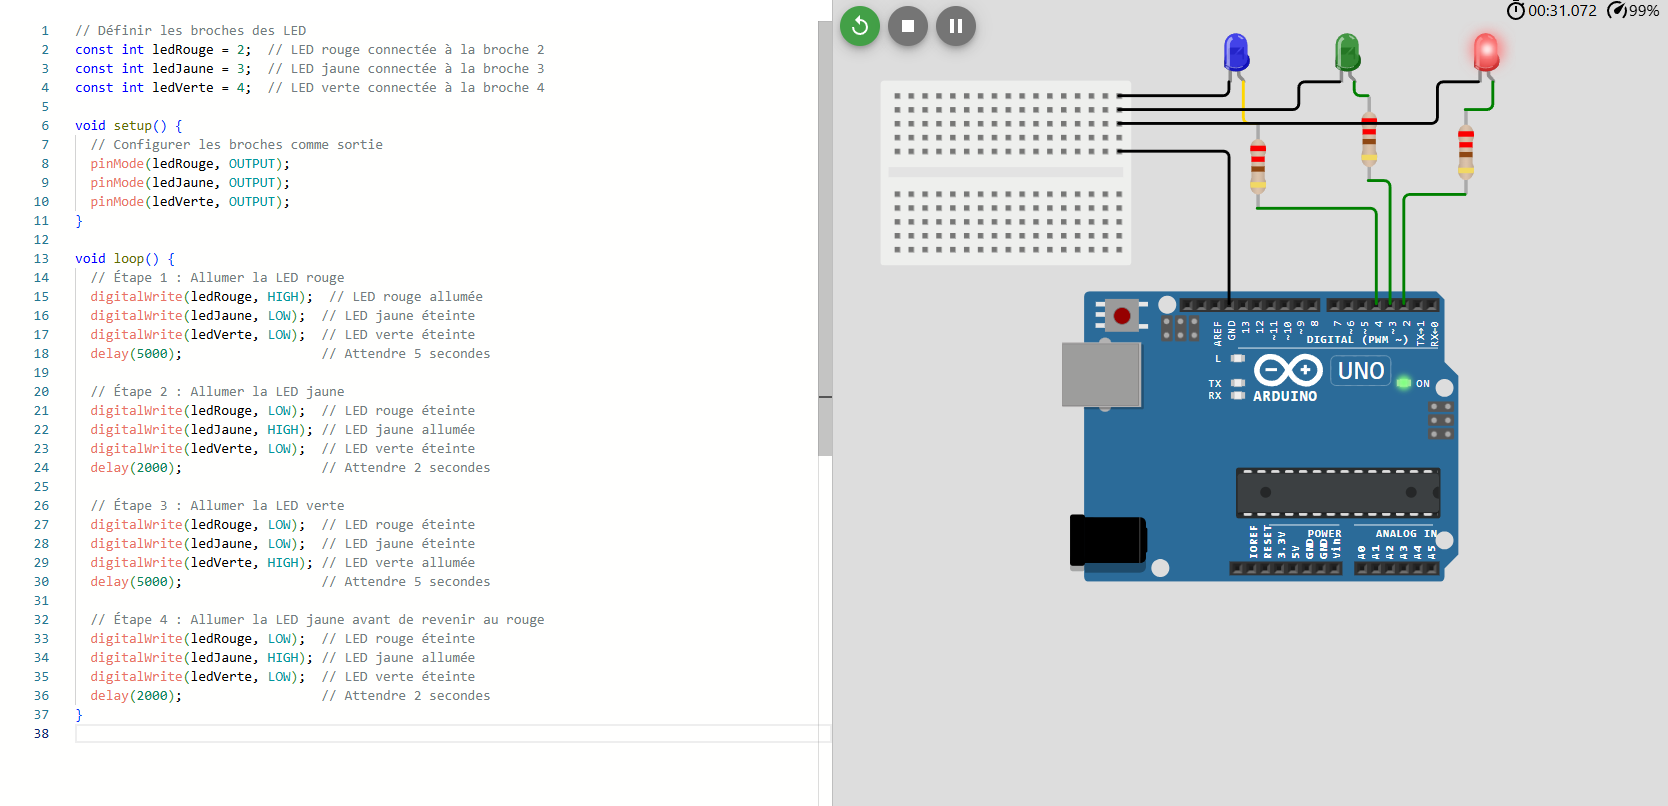 1 // Définir les broches des LED
2 const int ledRouge = 2;  // LED rouge connectée à la broche 2
3 const int ledJaune = 3;  // LED jaune connectée à la broche 3
4 const int ledVerte = 4;  // LED verte connectée à la broche 4
5
6 void setup() {
7   // Configurer les broches comme sortie
8   pinMode(ledRouge, OUTPUT);
9   pinMode(ledJaune, OUTPUT);
10   pinMode(ledVerte, OUTPUT);
11 }
12
13 void loop() {
14   // Étape 1 : Allumer la LED rouge
15   digitalWrite(ledRouge, HIGH);  // LED rouge allumée
16   digitalWrite(ledJaune, LOW);  // LED jaune éteinte
17   digitalWrite(ledVerte, LOW);  // LED verte éteinte
18   delay(5000);                  // Attendre 5 secondes
19
20   // Étape 2 : Allumer la LED jaune
21   digitalWrite(ledRouge, LOW);  // LED rouge éteinte
22   digitalWrite(ledJaune, HIGH); // LED jaune allumée
23   digitalWrite(ledVerte, LOW);  // LED verte éteinte
24   delay(2000);                  // Attendre 2 secondes
25
26   // Étape 3 : Allumer la LED verte
27   digitalWrite(ledRouge, LOW);  // LED rouge éteinte
28   digitalWrite(ledJaune, LOW);  // LED jaune éteinte
29   digitalWrite(ledVerte, HIGH); // LED verte allumée
30   delay(5000);                  // Attendre 5 secondes
31
32   // Étape 4 : Allumer la LED jaune avant de revenir au rouge
33   digitalWrite(ledRouge, LOW);  // LED rouge éteinte
34   digitalWrite(ledJaune, HIGH); // LED jaune allumée
35   digitalWrite(ledVerte, LOW);  // LED verte éteinte
36   delay(2000);                  // Attendre 2 secondes
37 }
38
00:31.072 99%
AREF GND 13 12 ~11 ~10 ~9 8 7 ~6 ~5 4 ~3 2 TX→1 RX←0
DIGITAL (PWM ~)
L
TX
RX
UNO
ON
ARDUINO
POWER ANALOG IN
IOREF RESET 3.3V 5V GND GND Vin A0 A1 A2 A3 A4 A5